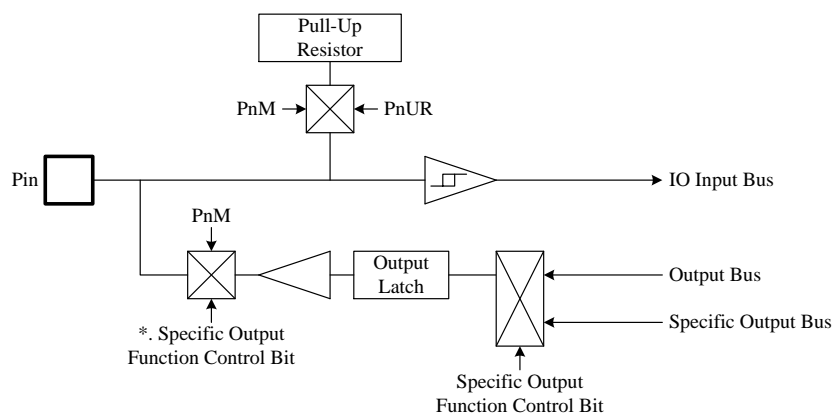 Pull-Up
Resistor
PnM
PnUR
Pin
IO Input Bus
PnM
Output
Latch
Output Bus
*. Specific Output
Function Control Bit
Specific Output Bus
Specific Output
Function Control Bit